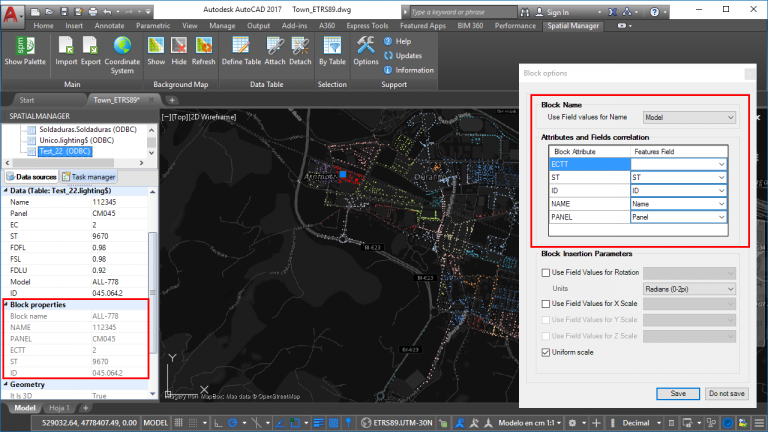 Autodesk AutoCAD 2017 Town_ETRS89.dwg
Type a keyword or phrase
Sign In
Home Insert Annotate Parametric View Manage Output Add-ins A360 Express Tools Featured Apps BIM 360 Performance Spatial Manager
spm
Show Palette
Import
Export
Coordinate System
Show
Hide
Refresh
Define Table
Attach
Detach
By Table
Options
Help
Updates
Information
Main
Background Map
Data Table
Selection
Support
Start
Town_ETRS89*
SPATIALMANAGER
Soldaduras.Soldaduras (ODBC)
Unico.lighting$ (ODBC)
Test_22 (ODBC)
Data sources
Task manager
Data (Table: Test_22.lighting$)
Name 112345
Panel CM045
EC 2
ST 9670
FDFL 0.98
FSL 0.98
FDLU 0.92
Model ALL-778
ID 045.064.2
Block properties
Block name ALL-778
NAME 112345
PANEL CM045
ECTT 2
ST 9670
ID 045.064.2
Geometry
It Is 3D True
[−][Top][2D Wireframe]
BI-623
BI-623
BI-623
Y
X
Block options
Block Name
Use Field values for Name Model
Attributes and Fields correlation
Block Attribute Features Field
ECTT
ST ST
ID ID
NAME Name
PANEL Panel
Block Insertion Parameters
Use Field Values for Rotation
Units Radians (0-2pi)
Use Field Values for X Scale
Use Field Values for Y Scale
Use Field Values for Z Scale
Uniform scale
Save
Do not save
Model
Hoja 1
529032.64, 4778407.49, 0.00 MODEL
ETRS89.UTM-30N
Modelo en cm 1:1
Decimal